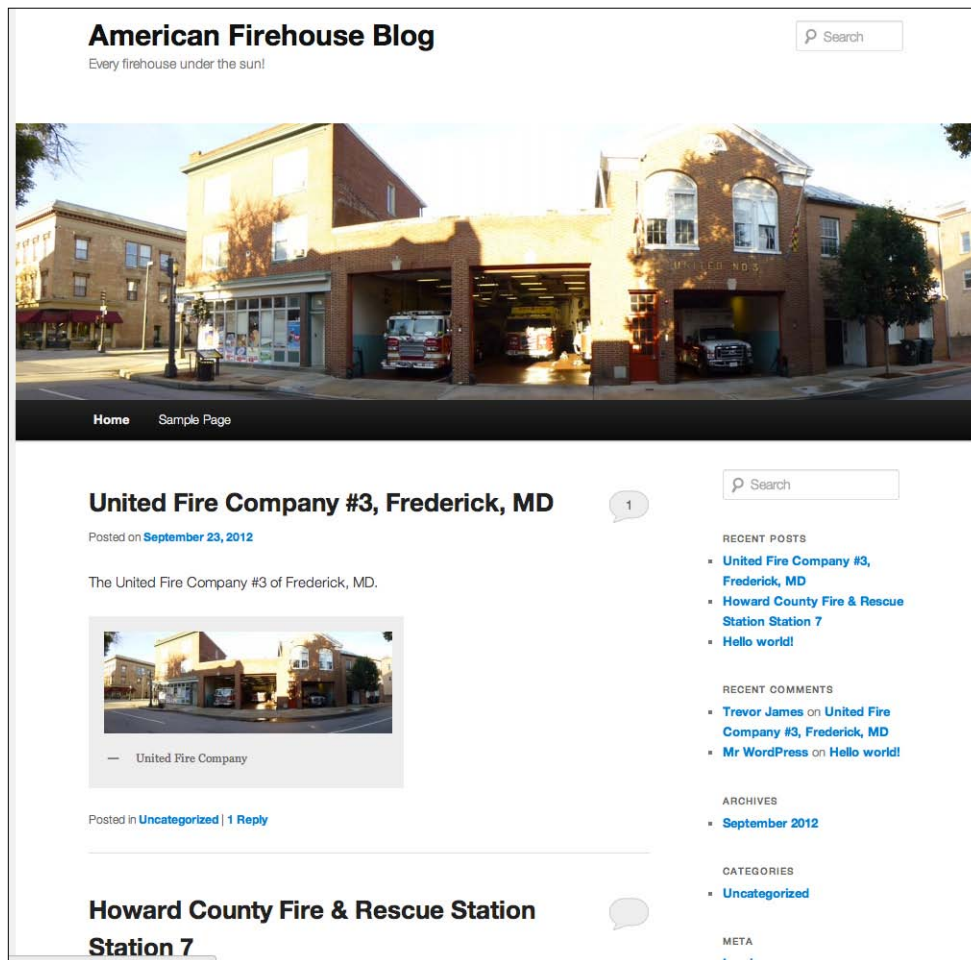 American Firehouse Blog
Every firehouse under the sun!
Search
UNITED NO 3
Home Sample Page
United Fire Company #3, Frederick, MD
1
Posted on September 23, 2012
The United Fire Company #3 of Frederick, MD.
— United Fire Company
Posted in Uncategorized | 1 Reply
Howard County Fire & Rescue Station
Station 7
Search
RECENT POSTS
United Fire Company #3,
Frederick, MD
Howard County Fire & Rescue
Station Station 7
Hello world!
RECENT COMMENTS
Trevor James on United Fire
Company #3, Frederick, MD
Mr WordPress on Hello world!
ARCHIVES
September 2012
CATEGORIES
Uncategorized
META